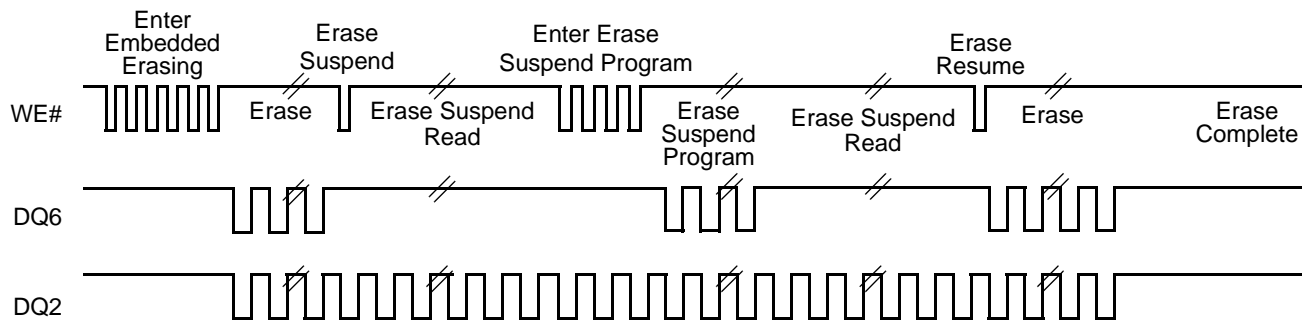 Enter
Embedded
Erasing
Erase
Suspend
Enter Erase
Suspend Program
Erase
Resume
WE#
Erase
Erase Suspend
Read
Erase
Suspend
Program
Erase Suspend
Read
Erase
Erase
Complete
DQ6
DQ2